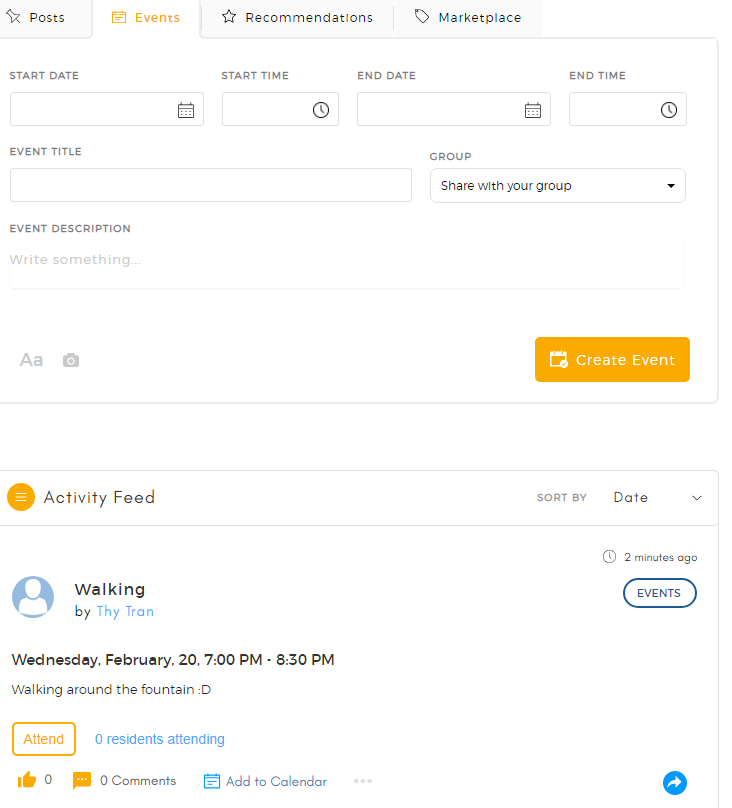 Posts Events Recommendations Marketplace
START DATE START TIME END DATE END TIME
EVENT TITLE
GROUP
Share with your group
EVENT DESCRIPTION
Write something...
Aa Create Event
Activity Feed SORT BY Date
2 minutes ago
Walking
EVENTS
by Thy Tran
Wednesday, February, 20, 7:00 PM - 8:30 PM
Walking around the fountain :D
Attend 0 residents attending
0 0 Comments Add to Calendar